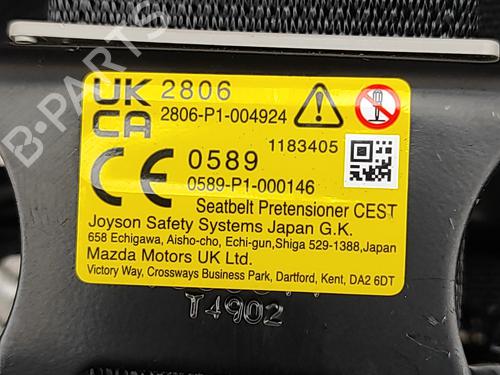 UK
CA
2806
2806-P1-004924
1183405
CE 0589
0589-P1-000146
Seatbelt Pretensioner CEST
Joyson Safety Systems Japan G.K.
658 Echigawa, Aisho-cho, Echi-gun,Shiga 529-1388,Japan
Mazda Motors UK Ltd.
Victory Way, Crossways Business Park, Dartford, Kent, DA2 6DT
T4902
B-PARTS